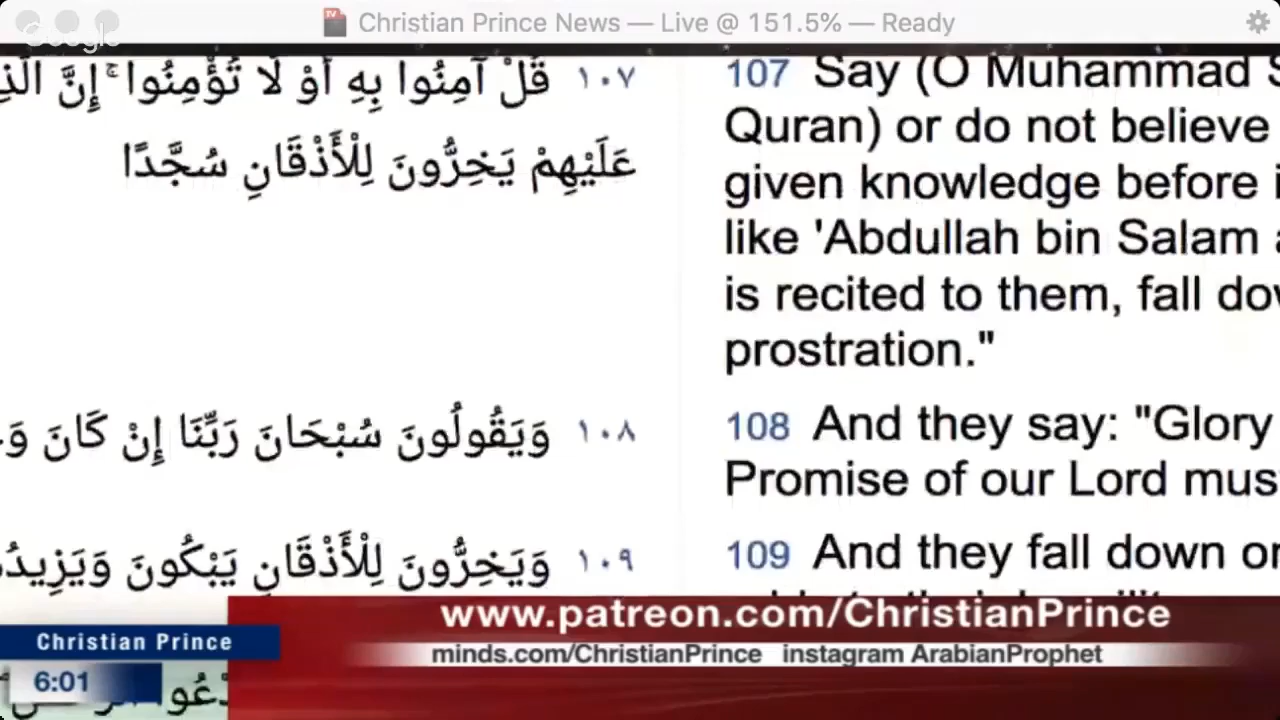 Christian Prince News — Live @ 151.5% — Ready
Google
١٠٧ قُلْ آمِنُوا بِهِ أَوْ لَا تُؤْمِنُوا ۚ إِنَّ
عَلَيْهِمْ يَخِرُّونَ لِلْأَذْقَانِ سُجَّدًا
107 Say (O Muhammad S
Quran) or do not believe
given knowledge before i
like 'Abdullah bin Salam a
is recited to them, fall dow
prostration."
١٠٨ وَيَقُولُونَ سُبْحَانَ رَبِّنَا إِنْ كَانَ
108 And they say: "Glory
Promise of our Lord mus
١٠٩ وَيَخِرُّونَ لِلْأَذْقَانِ يَبْكُونَ
109 And they fall down on
www.patreon.com/ChristianPrince
Christian Prince
minds.com/ChristianPrince instagram ArabianProphet
6:01